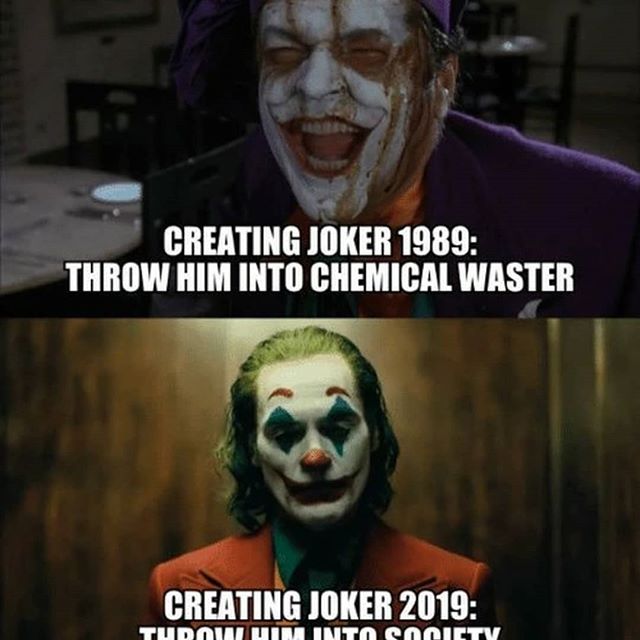 CREATING JOKER 1989:
THROW HIM INTO CHEMICAL WASTER
CREATING JOKER 2019:
THROW HIM INTO SOCIETY